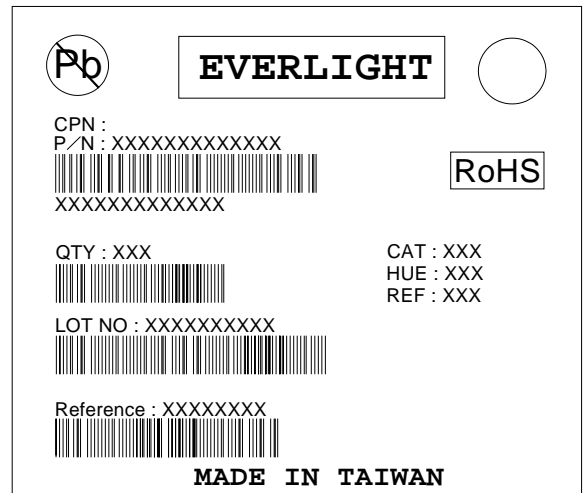 Pb
EVERLIGHT
CPN :
P/N : XXXXXXXXXXXXX
RoHS
XXXXXXXXXXXXX
QTY : XXX
CAT : XXX
HUE : XXX
REF : XXX
LOT NO : XXXXXXXXXX
Reference : XXXXXXXX
MADE IN TAIWAN